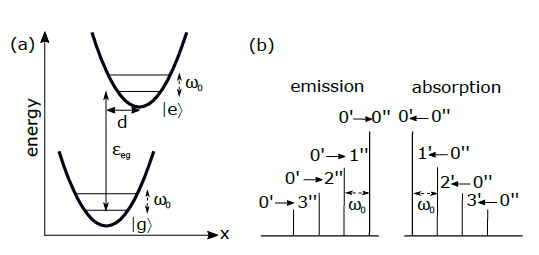 (a)
energy
ω₀
|e⟩
d
ε_eg
ω₀
|g⟩
x
(b)
emission absorption
0'→0'' 0'←0''
0'→1'' 1'←0''
0'→2'' 2'←0''
0'→3'' ω₀ ω₀ 3'←0''